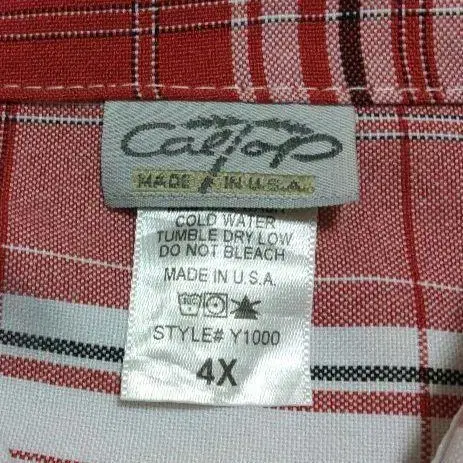 CalTop
MADE IN U.S.A.
COLD WATER
TUMBLE DRY LOW
DO NOT BLEACH
MADE IN U.S.A.
STYLE# Y1000
4X